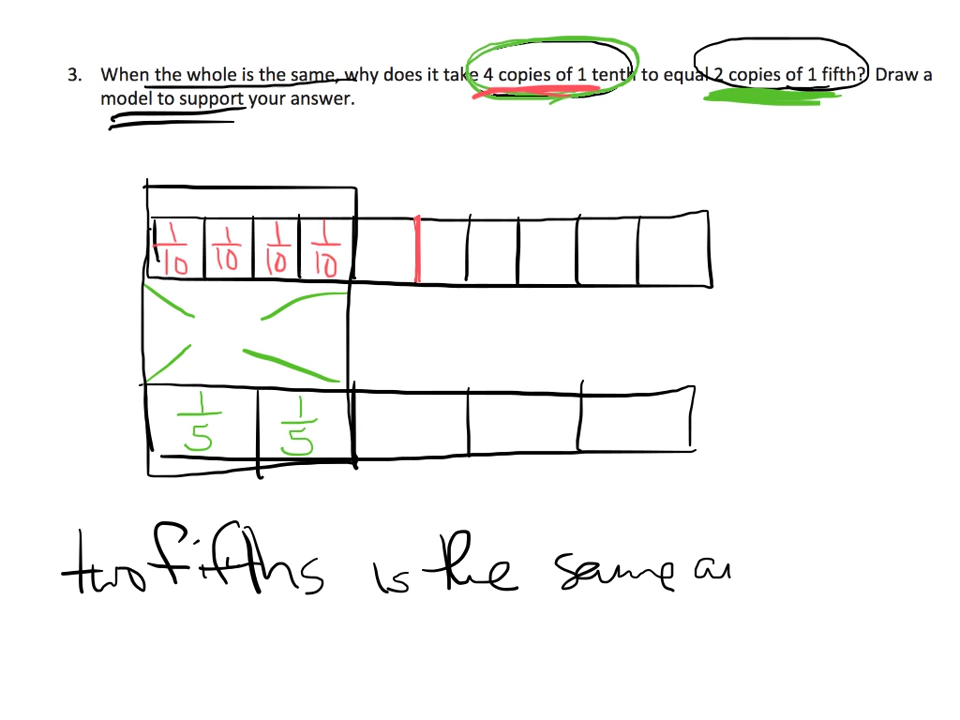 3. When the whole is the same, why does it take 4 copies of 1 tenth to equal 2 copies of 1 fifth? Draw a
model to support your answer.
1/10 1/10 1/10 1/10
1/5 1/5
two fifths is the same as